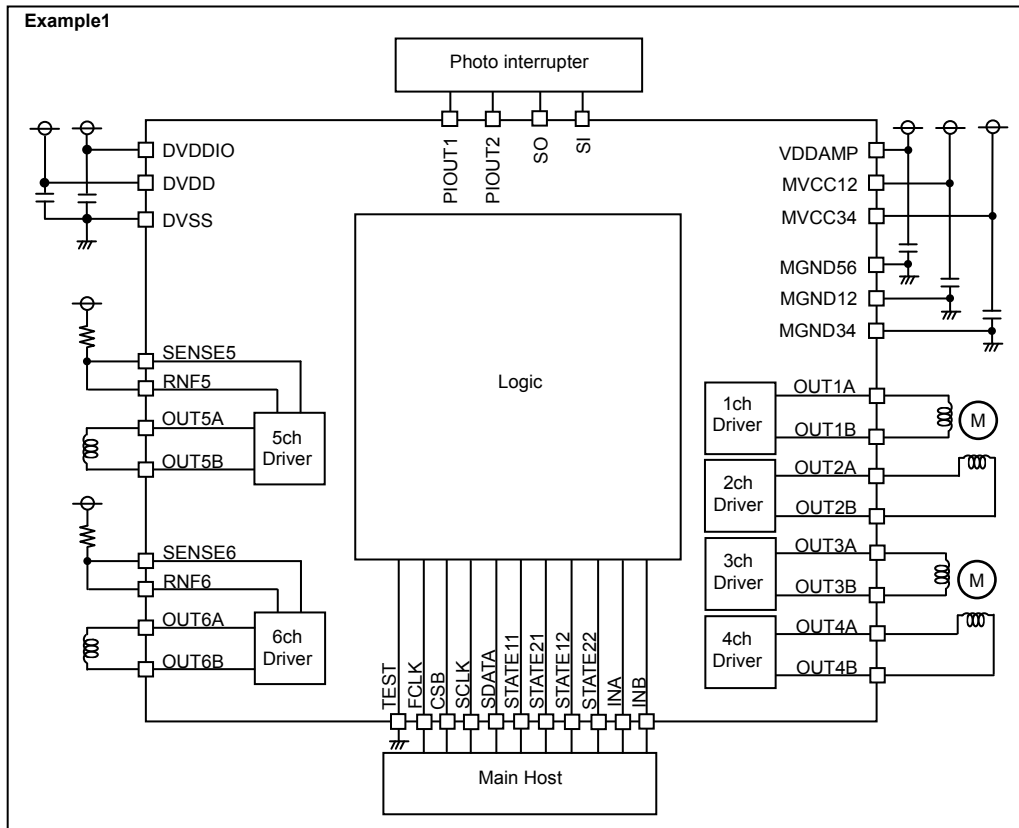 Example1
Photo interrupter
PIOUT1
PIOUT2
SO
SI
DVDDIO
DVDD
DVSS
VDDAMP
MVCC12
MVCC34
MGND56
MGND12
MGND34
SENSE5
RNF5
OUT5A
OUT5B
5ch
Driver
SENSE6
RNF6
OUT6A
OUT6B
6ch
Driver
Logic
1ch
Driver
OUT1A
OUT1B
M
2ch
Driver
OUT2A
OUT2B
3ch
Driver
OUT3A
OUT3B
M
4ch
Driver
OUT4A
OUT4B
TEST
FCLK
CSB
SCLK
SDATA
STATE11
STATE21
STATE12
STATE22
INA
INB
Main Host